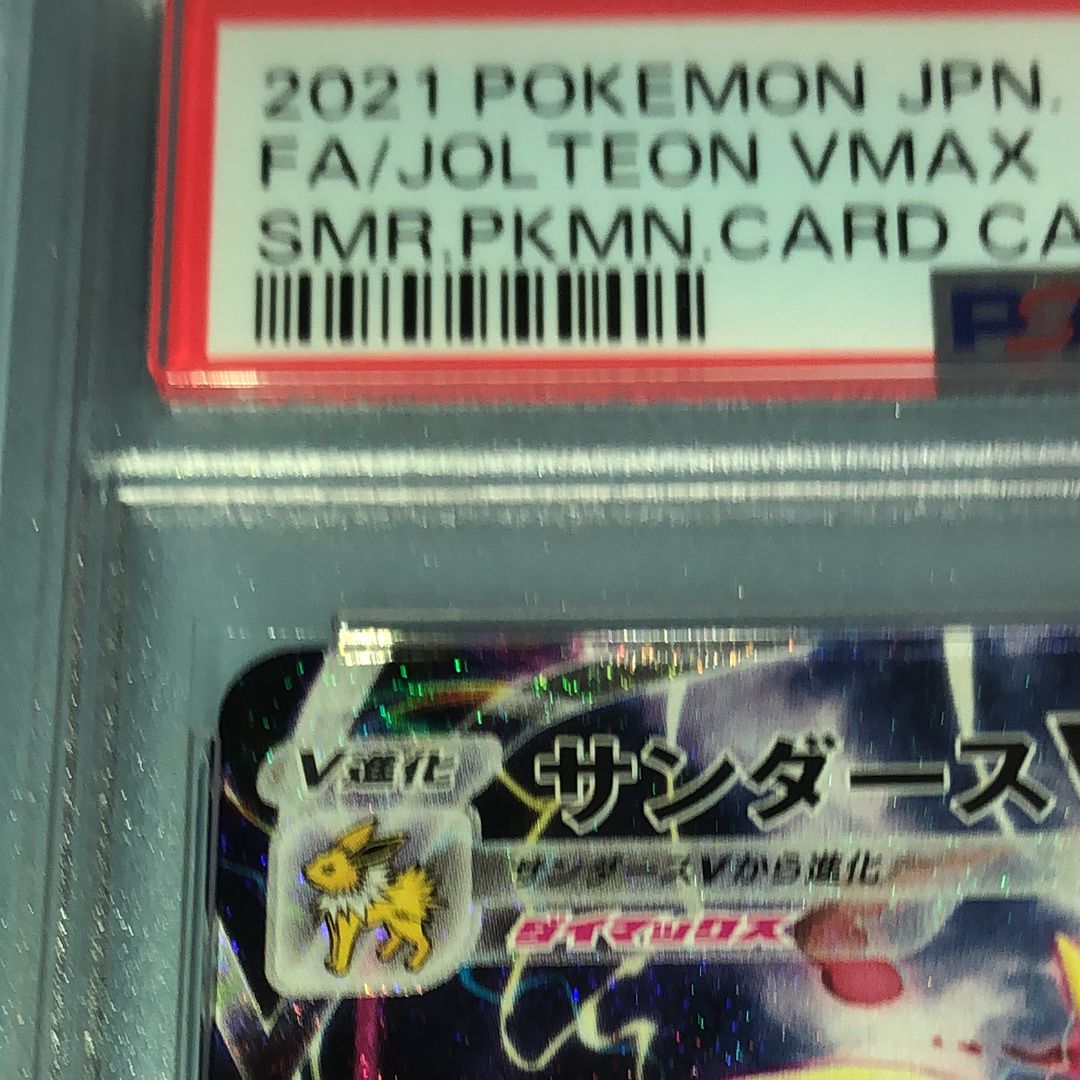 2021 POKEMON JPN.
FA/JOLTEON VMAX
SMR.PKMN.CARD CA
PS
V進化
サンダース V
サンダースVから進化
ダイマックス